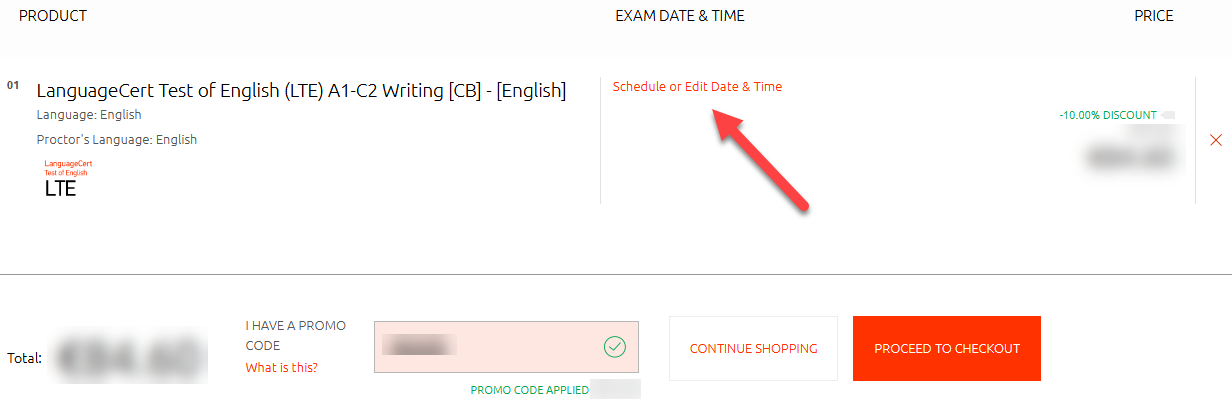 PRODUCT
EXAM DATE & TIME
PRICE
01
LanguageCert Test of English (LTE) A1-C2 Writing [CB] - [English]
Schedule or Edit Date & Time
Language: English
-10.00% DISCOUNT
Proctor's Language: English
LanguageCert
Test of English
LTE
I HAVE A PROMO
CODE
What is this?
Total:
CONTINUE SHOPPING
PROCEED TO CHECKOUT
PROMO CODE APPLIED